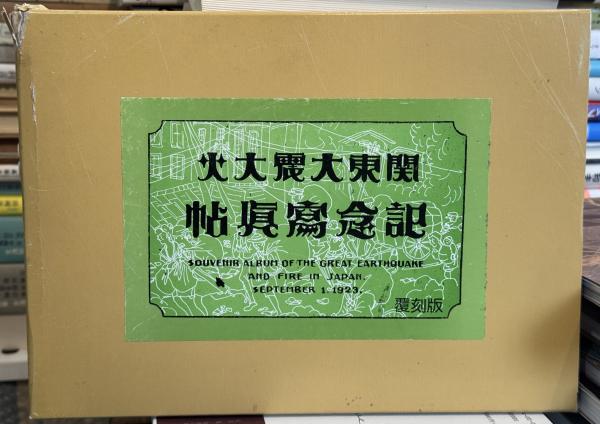 関東大震大火
記念寫眞帖
SOUVENIR ALBUM OF THE GREAT EARTHQUAKE
AND FIRE IN JAPAN.
SEPTEMBER 1. 1923.
覆刻版